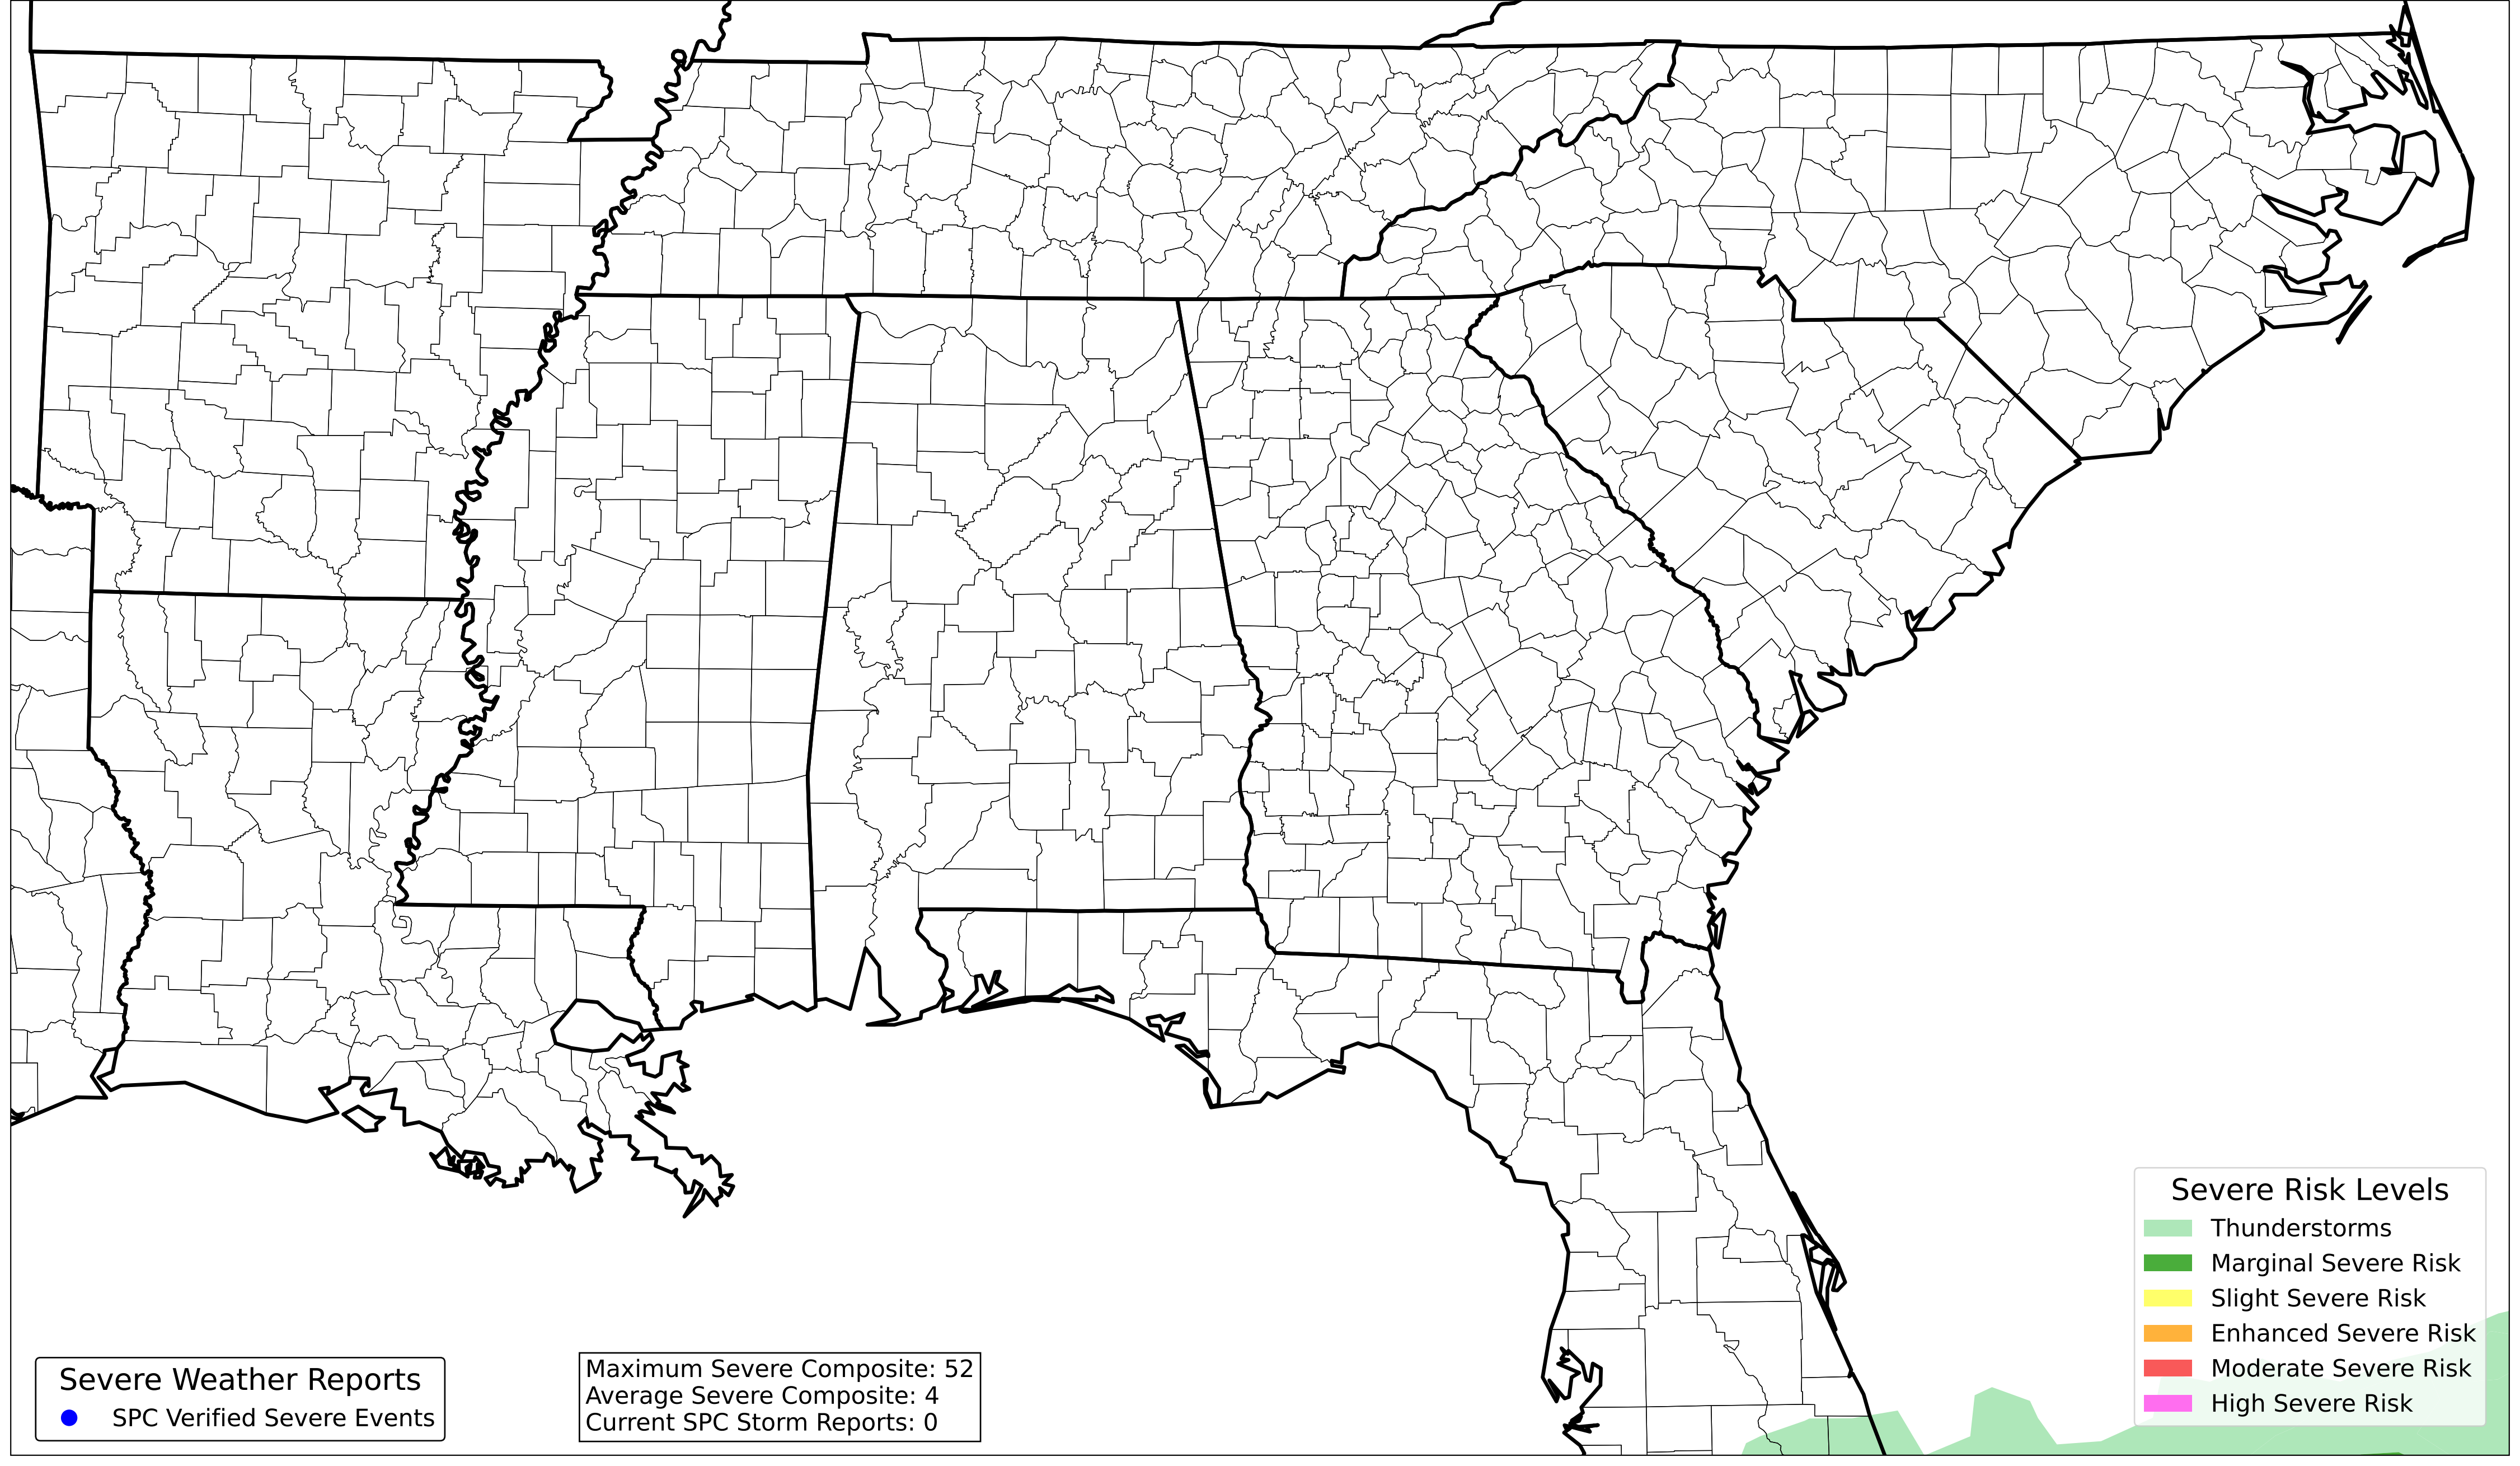 Severe Risk Levels
Thunderstorms
Marginal Severe Risk
Slight Severe Risk
Enhanced Severe Risk
Moderate Severe Risk
High Severe Risk
Severe Weather Reports
SPC Verified Severe Events
Maximum Severe Composite: 52
Average Severe Composite: 4
Current SPC Storm Reports: 0